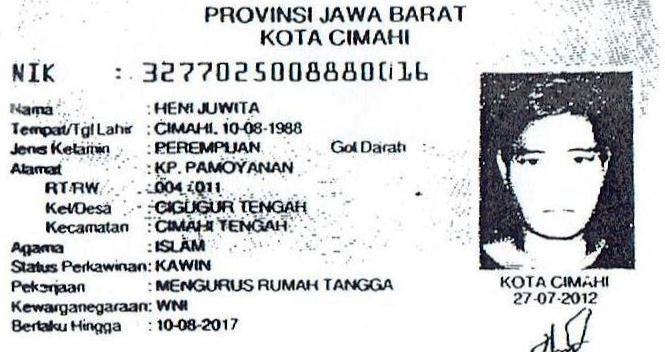 PROVINSI JAWA BARAT
KOTA CIMAHI
NIK :
Nama : HENI JUWITA
Tempat/Tgl Lahir : CIMAHI, 10-08-1988
Jenis Kelamin : PEREMPUAN Gol Darah
Alamat : KP. PAMOYANAN
RT/RW : 004 / 011
Kel/Desa : CIGUGUR TENGAH
Kecamatan : CIMAHI TENGAH
Agama : ISLAM
Status Perkawinan: KAWIN
Pekerjaan : MENGURUS RUMAH TANGGA
Kewarganegaraan: WNI
Berlaku Hingga : 10-08-2017
KOTA CIMAHI
27-07-2012